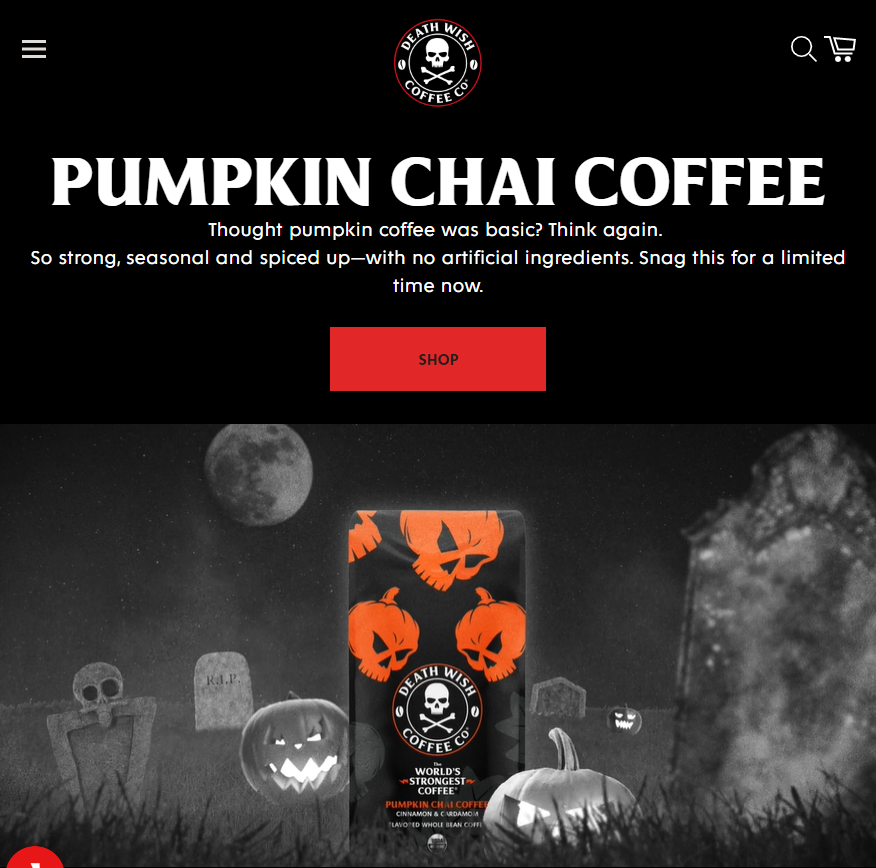 DEATH WISH
COFFEE CO
PUMPKIN CHAI COFFEE
Thought pumpkin coffee was basic? Think again.
So strong, seasonal and spiced up—with no artificial ingredients. Snag this for a limited
time now.
SHOP
R.I.P.
DEATH WISH
COFFEE CO
The
WORLD'S
STRONGEST
COFFEE
PUMPKIN CHAI COFFEE
CINNAMON & CARDAMOM
FLAVORED WHOLE BEAN COFFEE